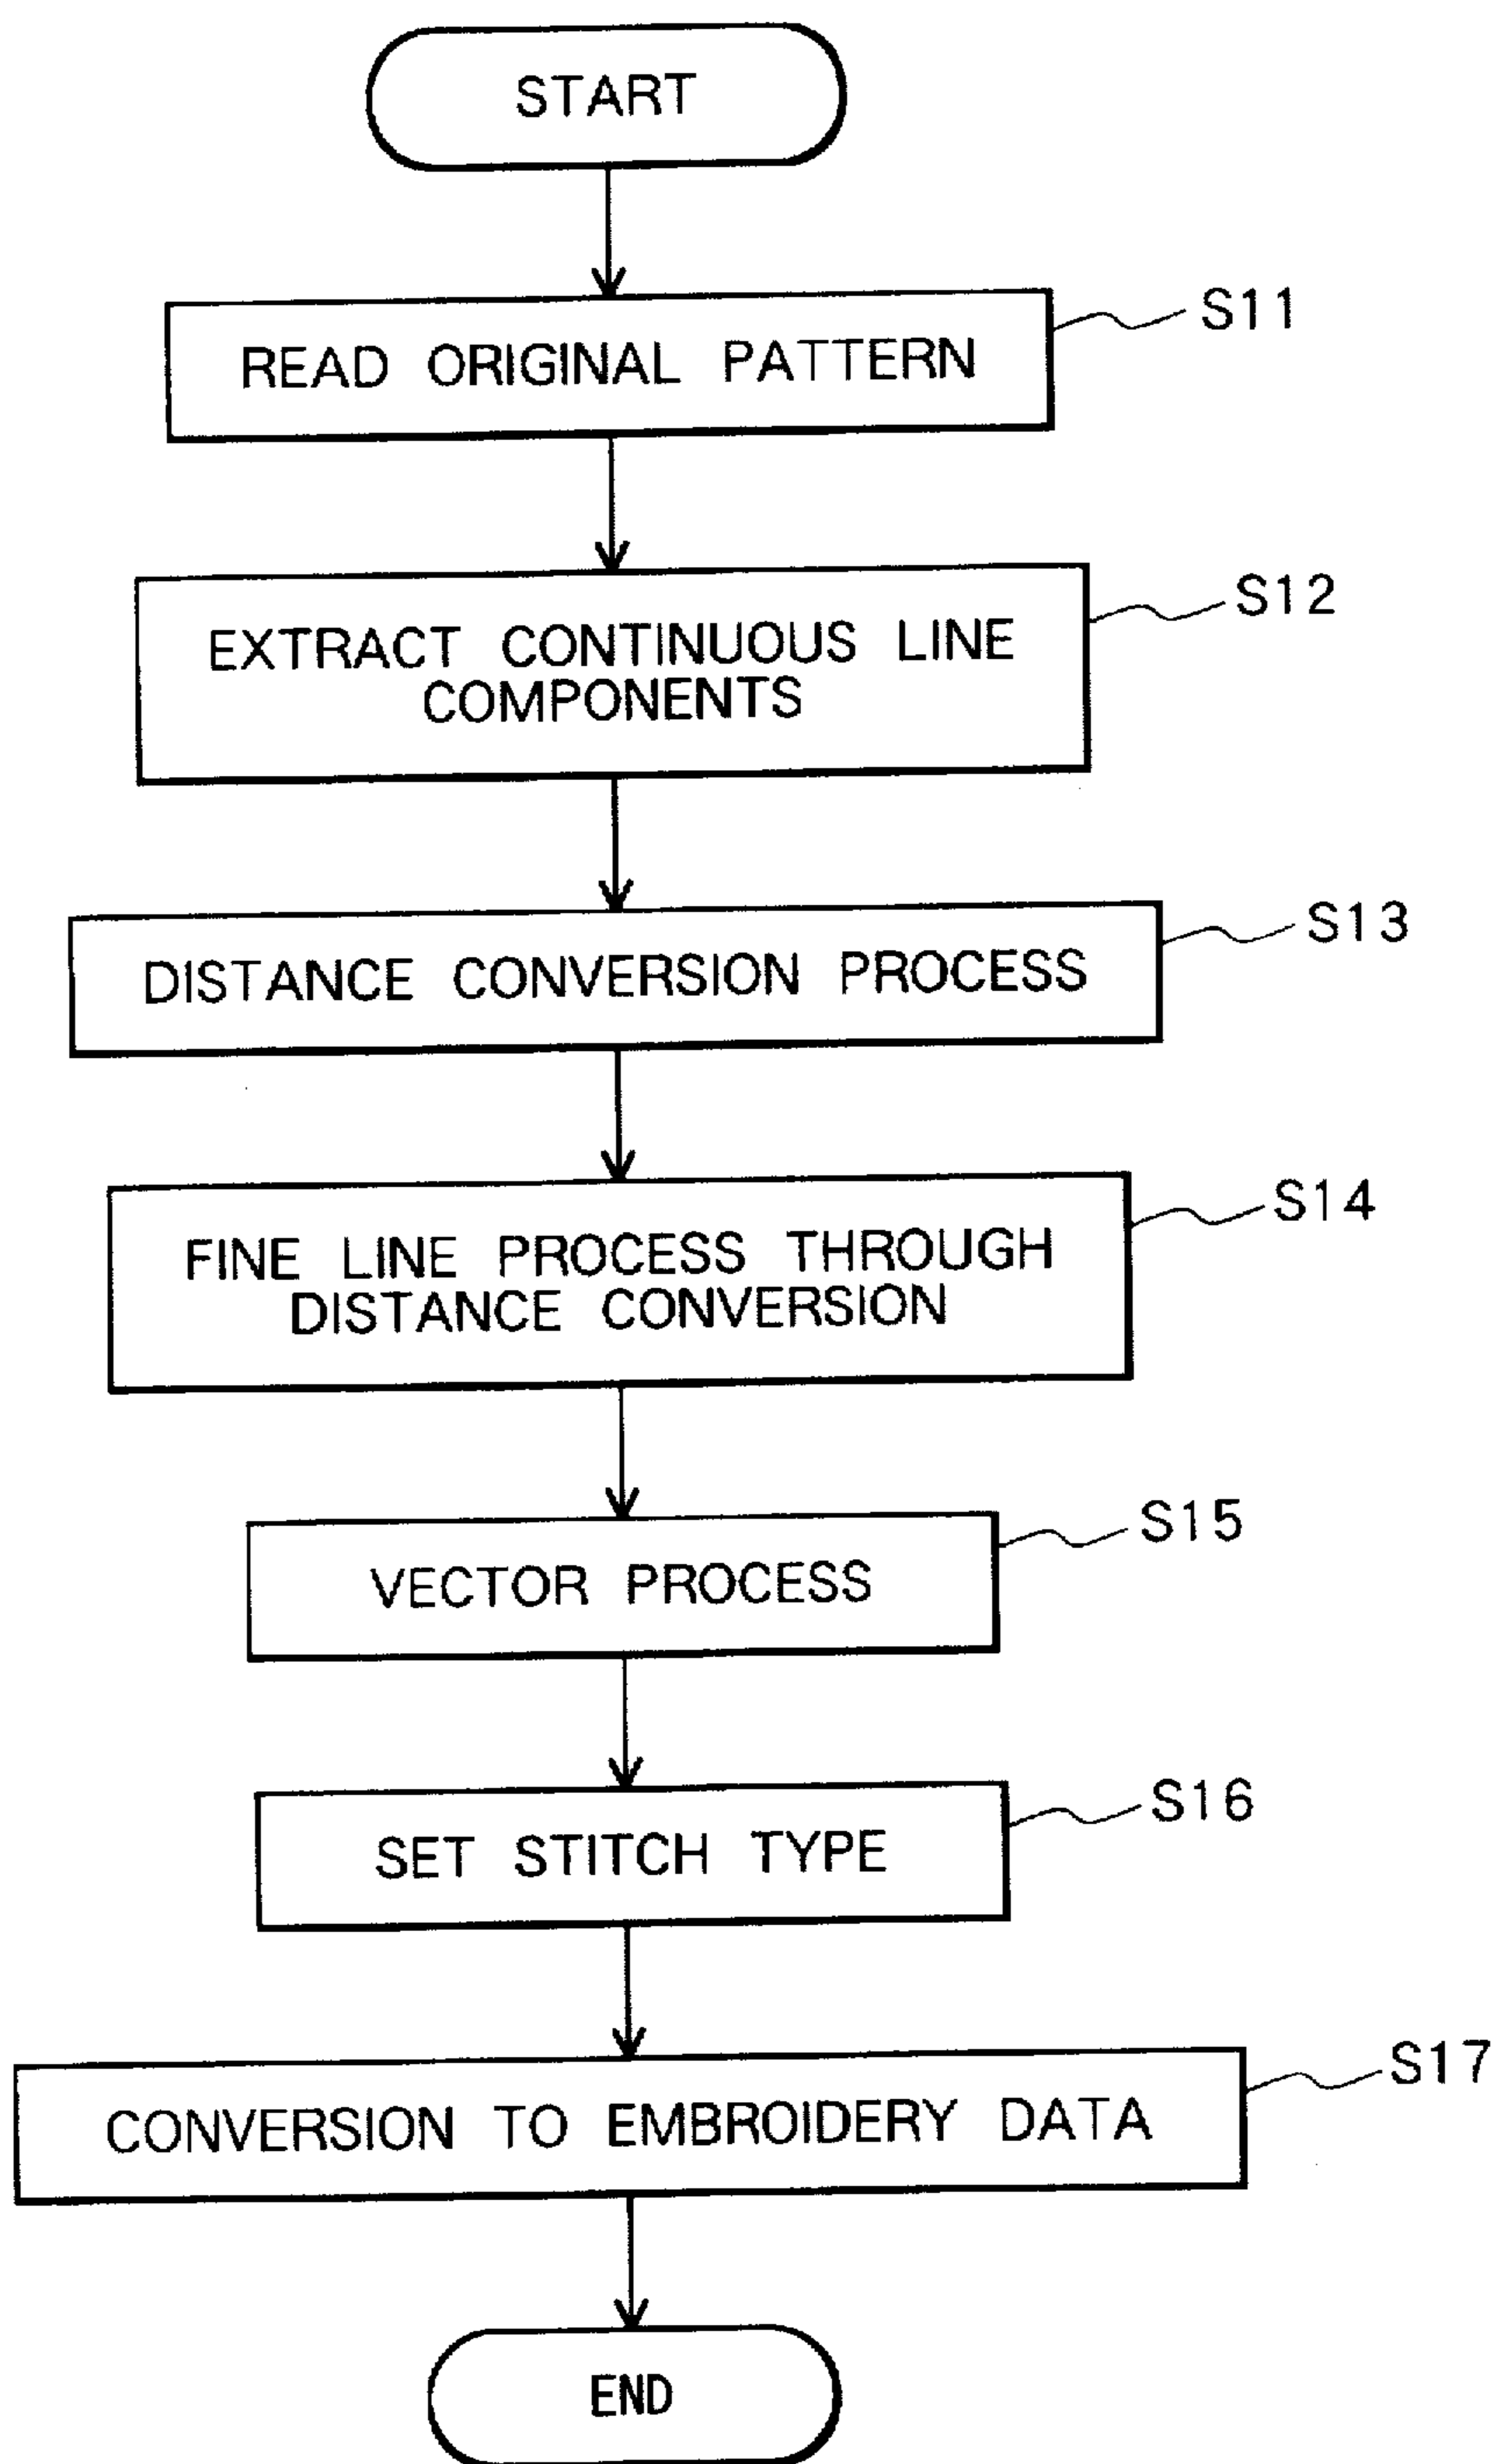 START
READ ORIGINAL PATTERN
S11
EXTRACT CONTINUOUS LINE
COMPONENTS
S12
DISTANCE CONVERSION PROCESS
S13
FINE LINE PROCESS THROUGH
DISTANCE CONVERSION
S14
VECTOR PROCESS
S15
SET STITCH TYPE
S16
CONVERSION TO EMBROIDERY DATA
S17
END